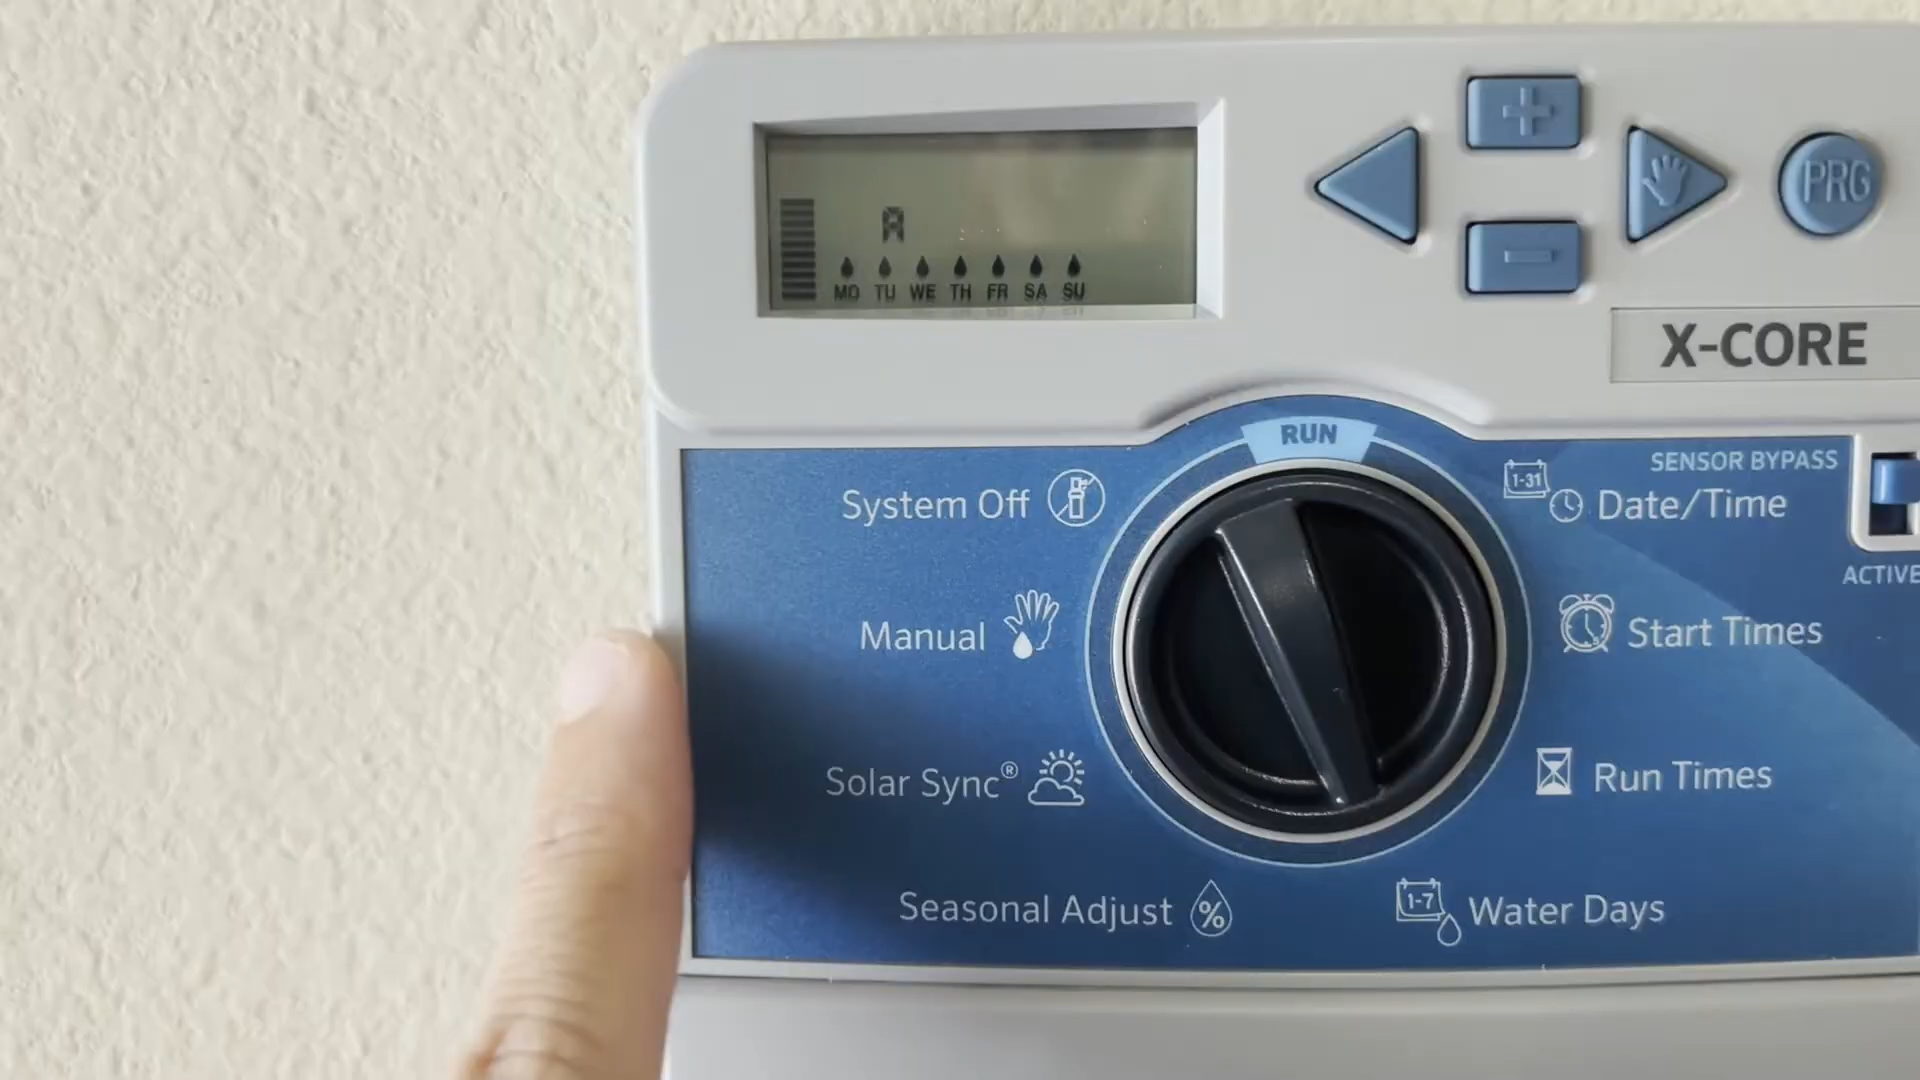 A
MO TU WE TH FR SA SU
PRG
X-CORE
RUN
SENSOR BYPASS
ACTIVE
System Off
1-31
Date/Time
Manual
Start Times
Solar Sync®
Run Times
Seasonal Adjust
%
1-7
Water Days